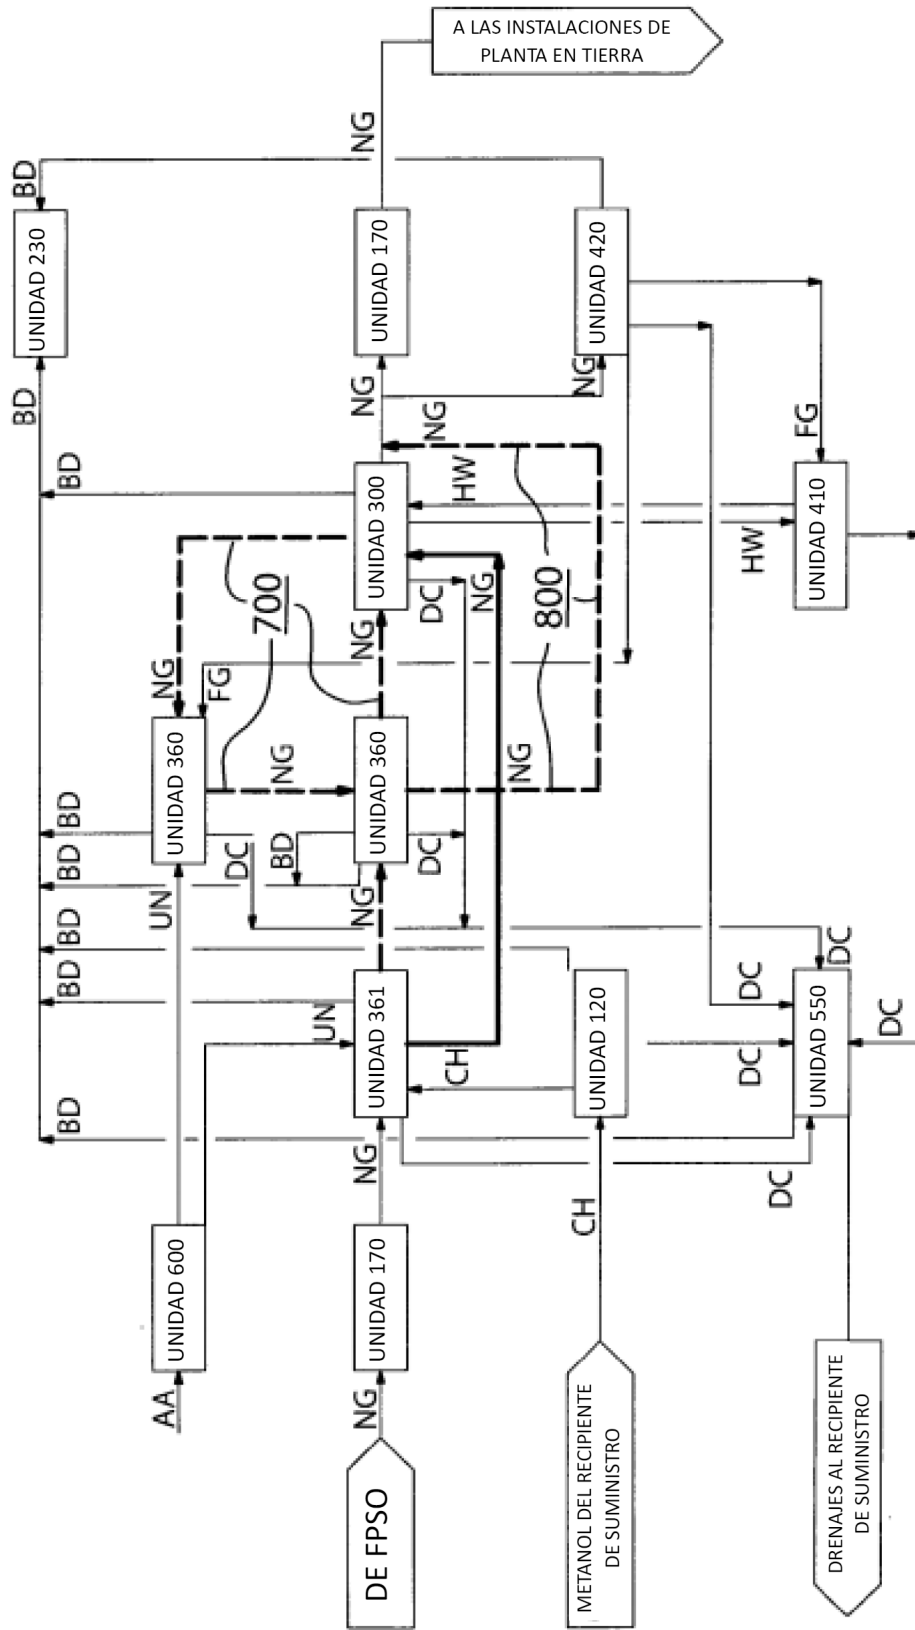 A LAS INSTALACIONES DE
PLANTA EN TIERRA
NG
BD
UNIDAD 230
UNIDAD 170
UNIDAD 420
BD
NG
NG
NG
BD
HW
FG
UNIDAD 300
UNIDAD 410
HW
700
800
DC
NG
NG
NG
FG
UNIDAD 360
UNIDAD 360
NG
NG
BD
BD
DC
BD
DC
UN
NG
BD
BD
DC
UN
UNIDAD 361
UNIDAD 120
UNIDAD 550
DC
DC
DC
CH
BD
NG
DC
CH
UNIDAD 600
UNIDAD 170
AA
NG
DE FPSO
METANOL DEL RECIPIENTE
DE SUMINISTRO
DRENAJES AL RECIPIENTE
DE SUMINISTRO